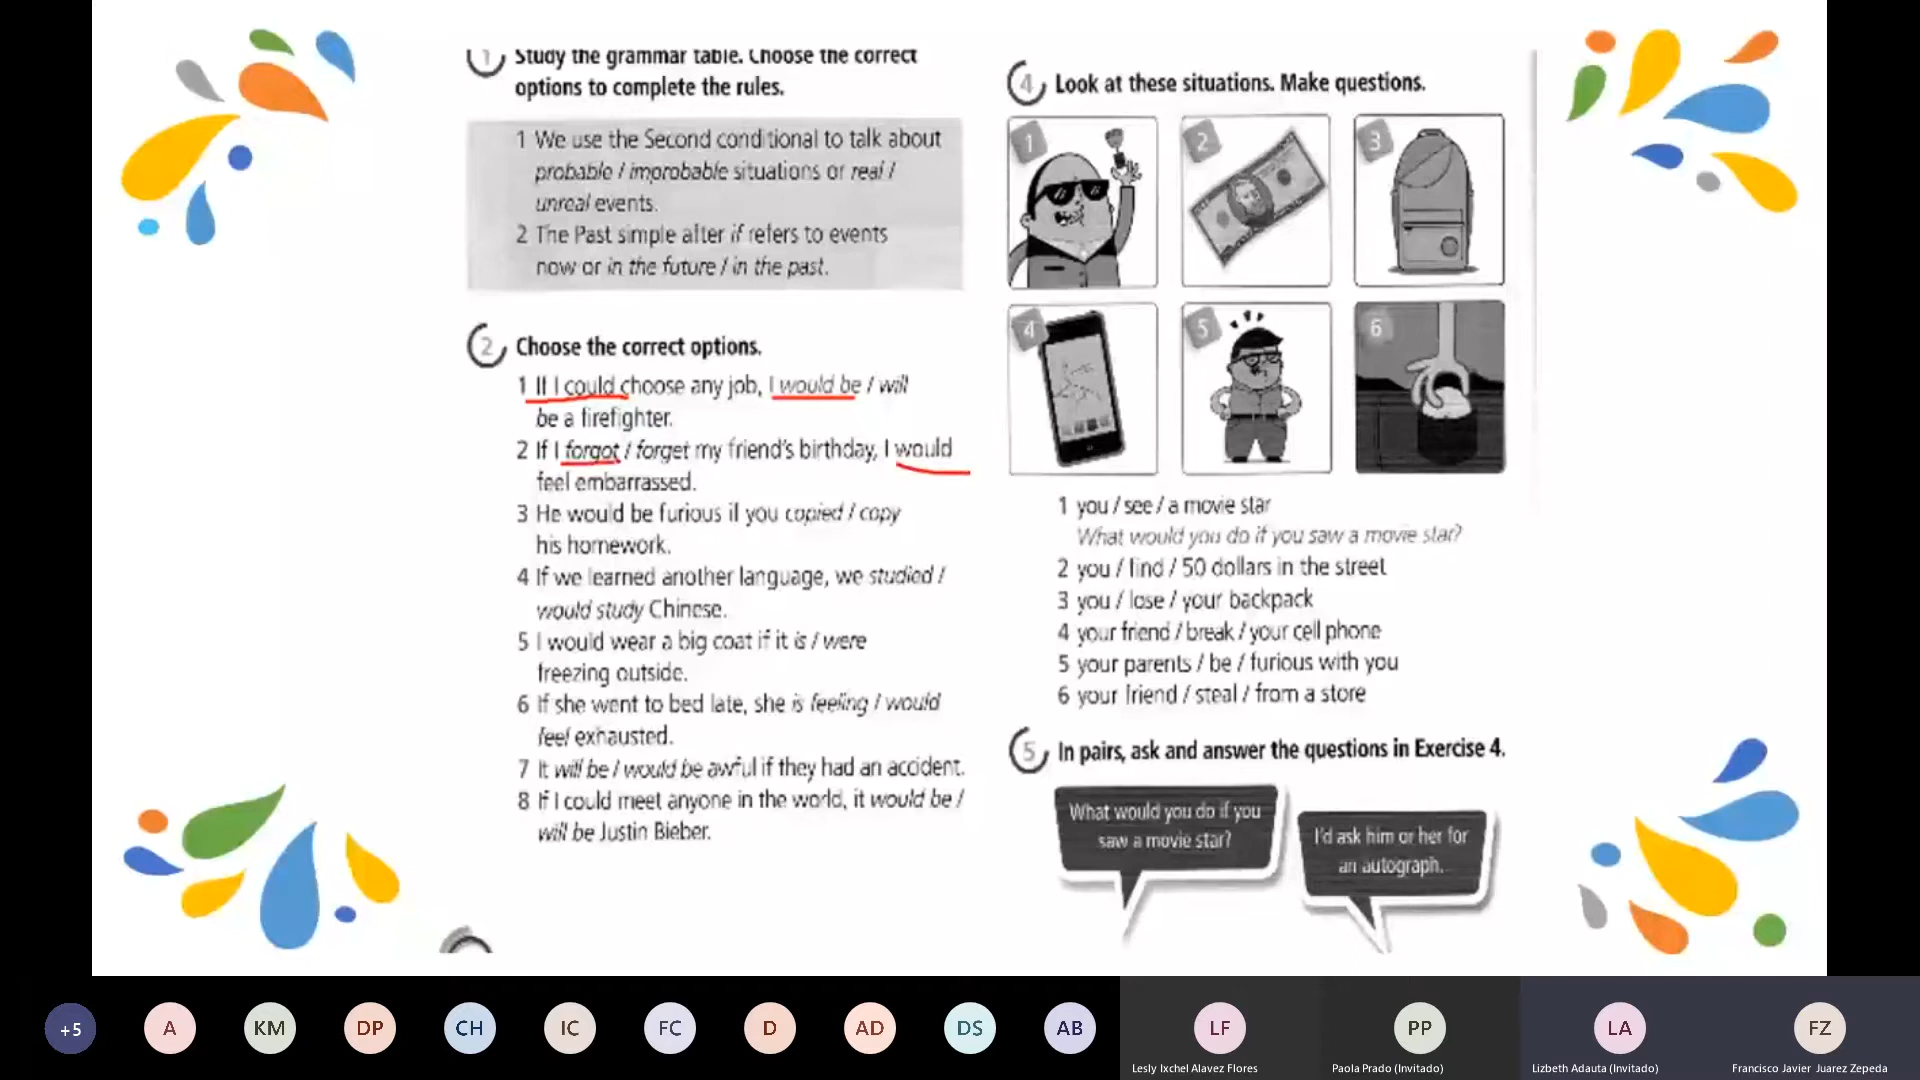 1 Study the grammar table. Choose the correct
options to complete the rules.
1 We use the Second conditional to talk about
probable / improbable situations or real /
unreal events.
2 The Past simple after if refers to events
now or in the future / in the past.
2 Choose the correct options.
1 If I could choose any job, I would be / will
be a firefighter.
2 If I forgot / forget my friend's birthday, I would
feel embarrassed.
3 He would be furious if you copied / copy
his homework.
4 If we learned another language, we studied /
would study Chinese.
5 I would wear a big coat if it is / were
freezing outside.
6 If she went to bed late, she is feeling / would
feel exhausted.
7 It will be / would be awful if they had an accident.
8 If I could meet anyone in the world, it would be /
will be Justin Bieber.
4 Look at these situations. Make questions.
1
2
3
4
5
6
1 you / see / a movie star
What would you do if you saw a movie star?
2 you / find / 50 dollars in the street
3 you / lose / your backpack
4 your friend / break / your cell phone
5 your parents / be / furious with you
6 your friend / steal / from a store
5 In pairs, ask and answer the questions in Exercise 4.
What would you do if you
saw a movie star?
I'd ask him or her for
an autograph.
+5
A
KM
DP
CH
IC
FC
D
AD
DS
AB
LF
PP
LA
FZ
Lesly Ixchel Alavez Flores
Paola Prado (Invitado)
Lizbeth Adauta (Invitado)
Francisco Javier Juarez Zepeda